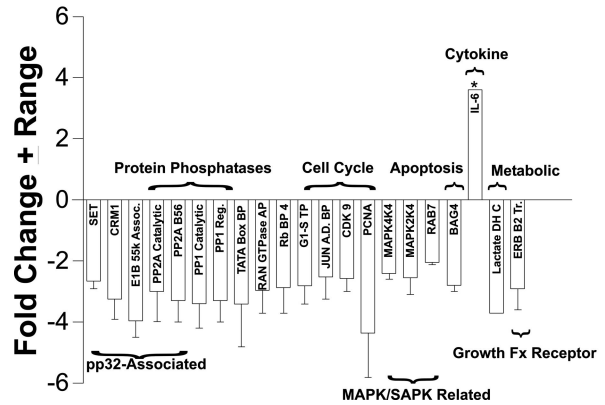 Fold Change + Range
6
4
2
0
-2
-4
-6
Cytokine
*
IL-6
Protein Phosphatases
Cell Cycle
Apoptosis
Metabolic
SET
CRM1
E1B 55k Assoc.
PP2A Catalytic
PP2A B56
PP1 Catalytic
PP1 Reg.
TATA Box BP
RAN GTPase AP
Rb BP 4
G1-S TP
JUN A.D. BP
CDK 9
PCNA
MAPK4K4
MAPK2K4
RAB7
BAG4
Lactate DH C
ERB B2 Tr.
pp32-Associated
Growth Fx Receptor
MAPK/SAPK Related